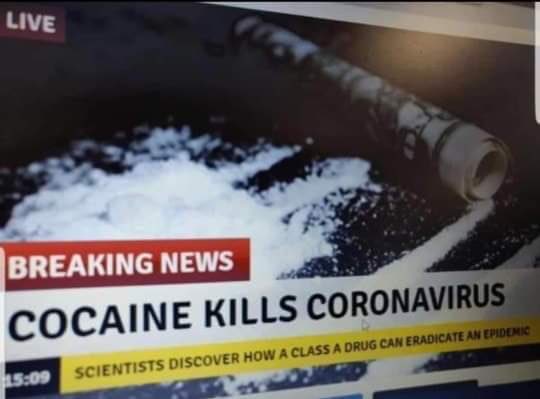 LIVE
BREAKING NEWS
COCAINE KILLS CORONAVIRUS
15:09
SCIENTISTS DISCOVER HOW A CLASS A DRUG CAN ERADICATE AN EPIDEMIC